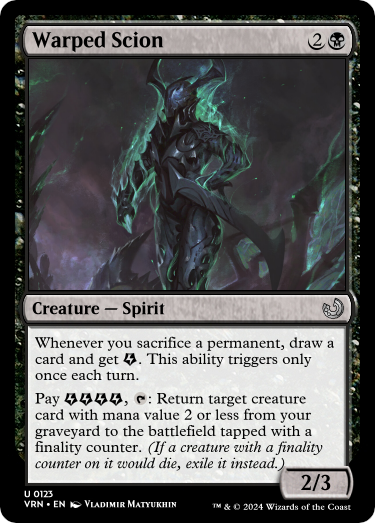 Warped Scion 2
Creature — Spirit
Whenever you sacrifice a permanent, draw a
card and get . This ability triggers only
once each turn.
Pay , : Return target creature
card with mana value 2 or less from your
graveyard to the battlefield tapped with a
finality counter. (If a creature with a finality
counter on it would die, exile it instead.)
2/3
U 0123
VRN • EN Vladimir Matyukhin
™ & © 2024 Wizards of the Coast